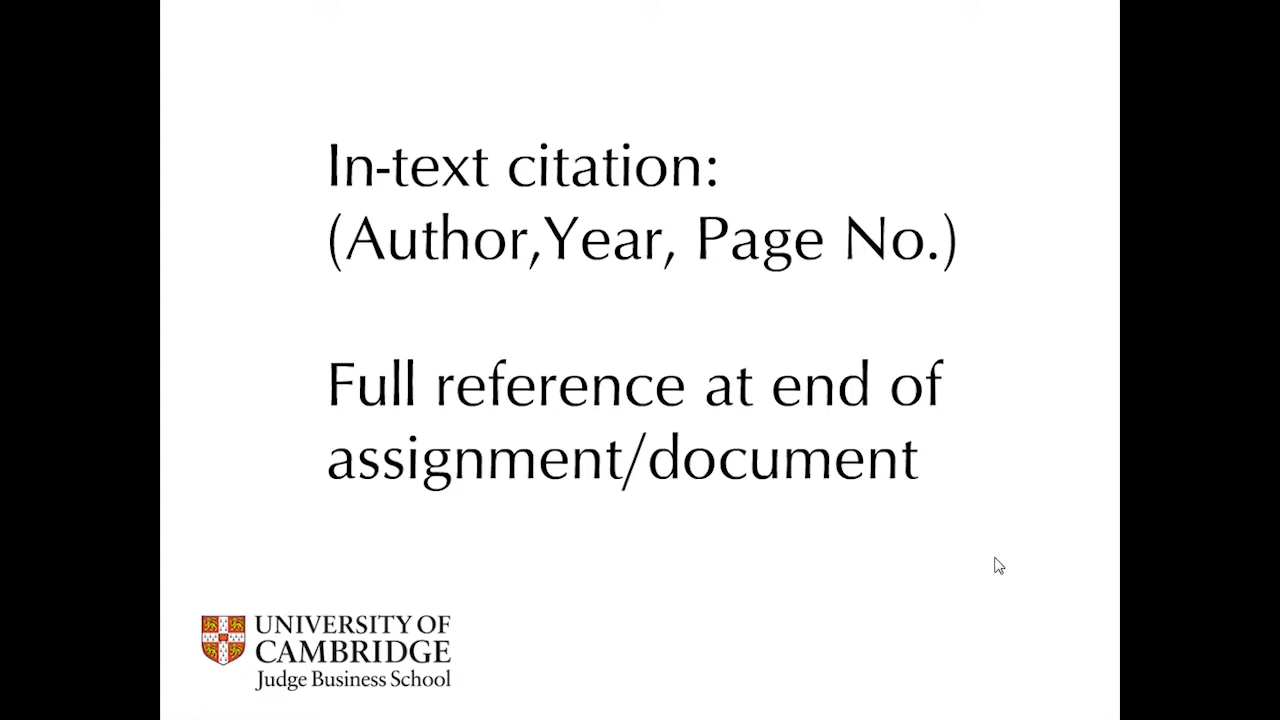 In-text citation:
(Author,Year, Page No.)
Full reference at end of
assignment/document
UNIVERSITY OF
CAMBRIDGE
Judge Business School